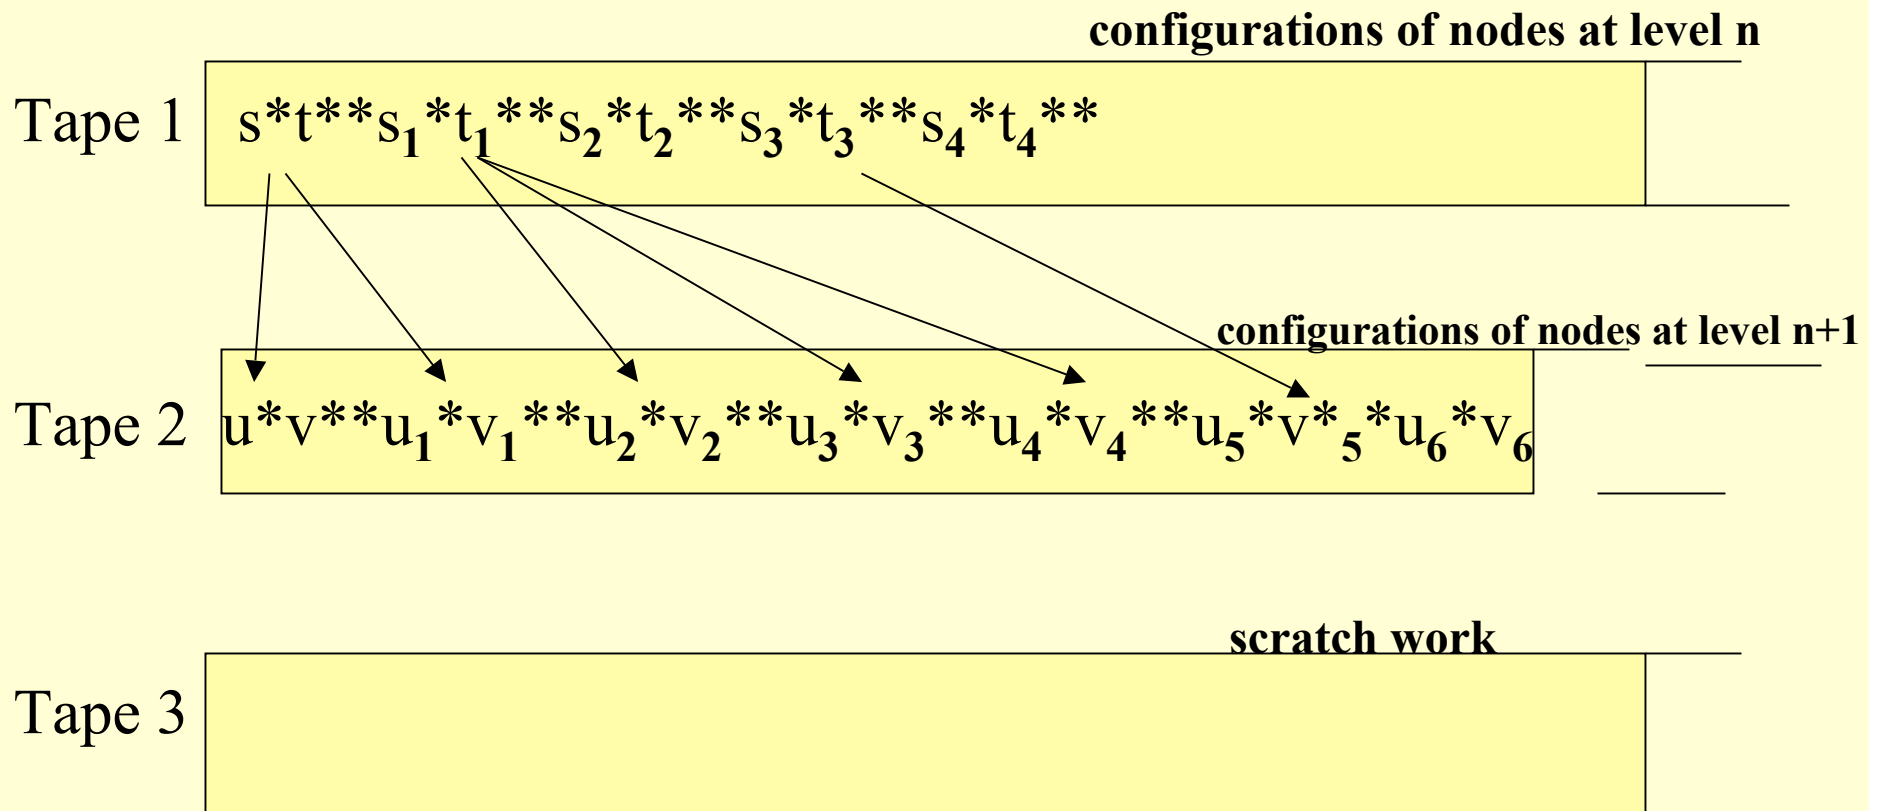 configurations of nodes at level n
Tape 1 s*t**s₁*t₁**s₂*t₂**s₃*t₃**s₄*t₄**
configurations of nodes at level n+1
Tape 2 u*v**u₁*v₁**u₂*v₂**u₃*v₃**u₄*v₄**u₅*v*₅*u₆*v₆
scratch work
Tape 3